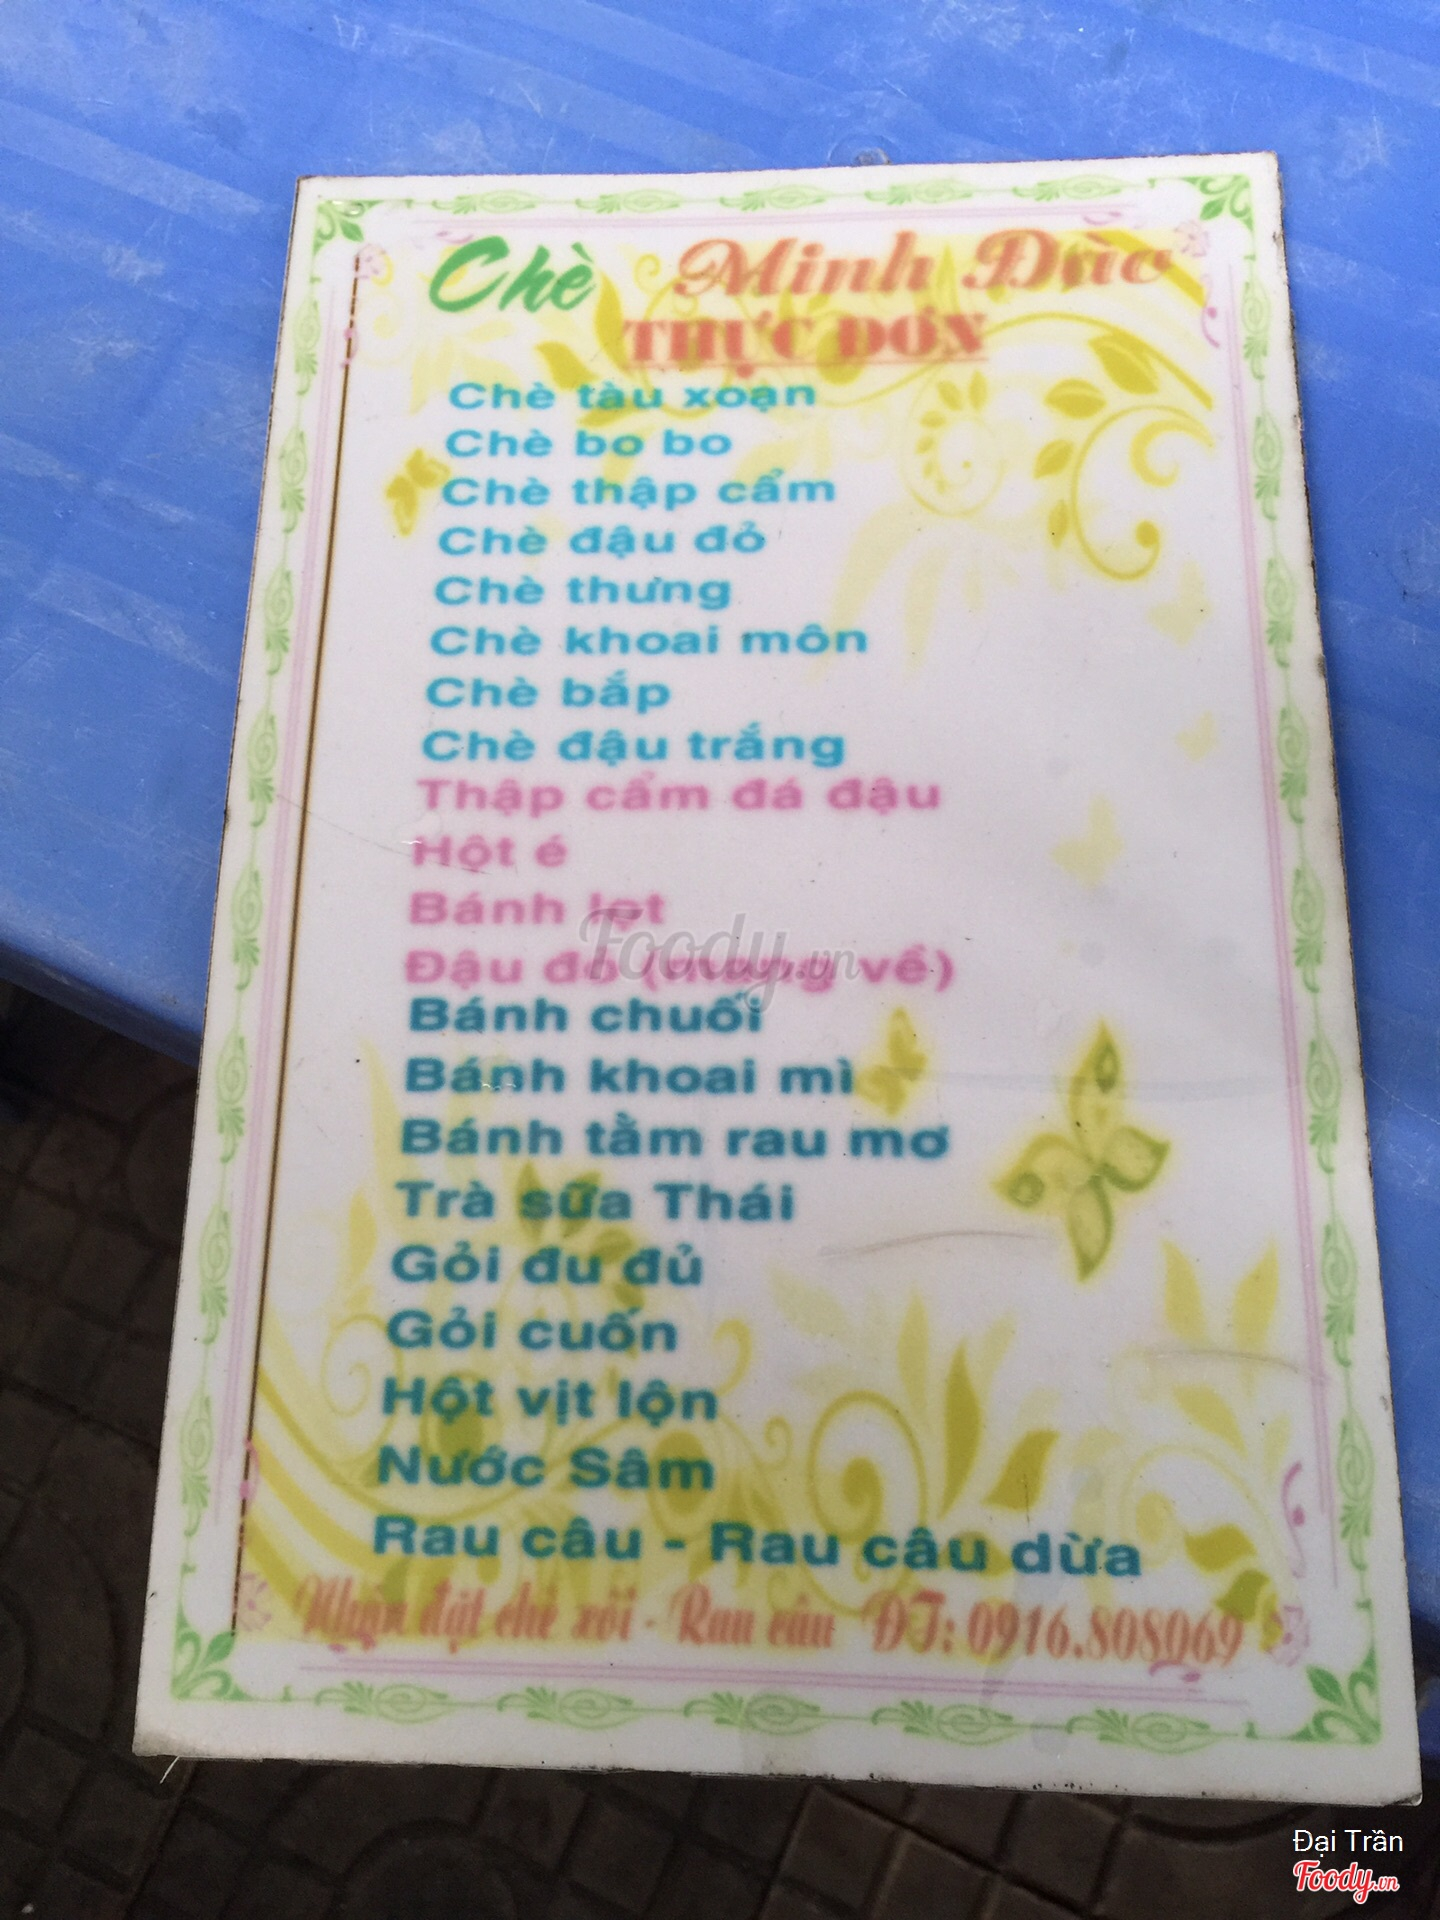 Chè Minh Đức
THỰC ĐƠN
Chè tàu xoạn
Chè bo bo
Chè thập cẩm
Chè đậu đỏ
Chè thưng
Chè khoai môn
Chè bắp
Chè đậu trắng
Thập cẩm đá đậu
Hột é
Bánh lọt
Đậu đỏ (mang về)
Foody.vn
Bánh chuối
Bánh khoai mì
Bánh tằm rau mơ
Trà sữa Thái
Gỏi đu đủ
Gỏi cuốn
Hột vịt lộn
Nước Sâm
Rau câu - Rau câu dừa
Nhận đặt chè xôi - Rau câu ĐT: 0916.808069
Đại Trần
Foody.vn